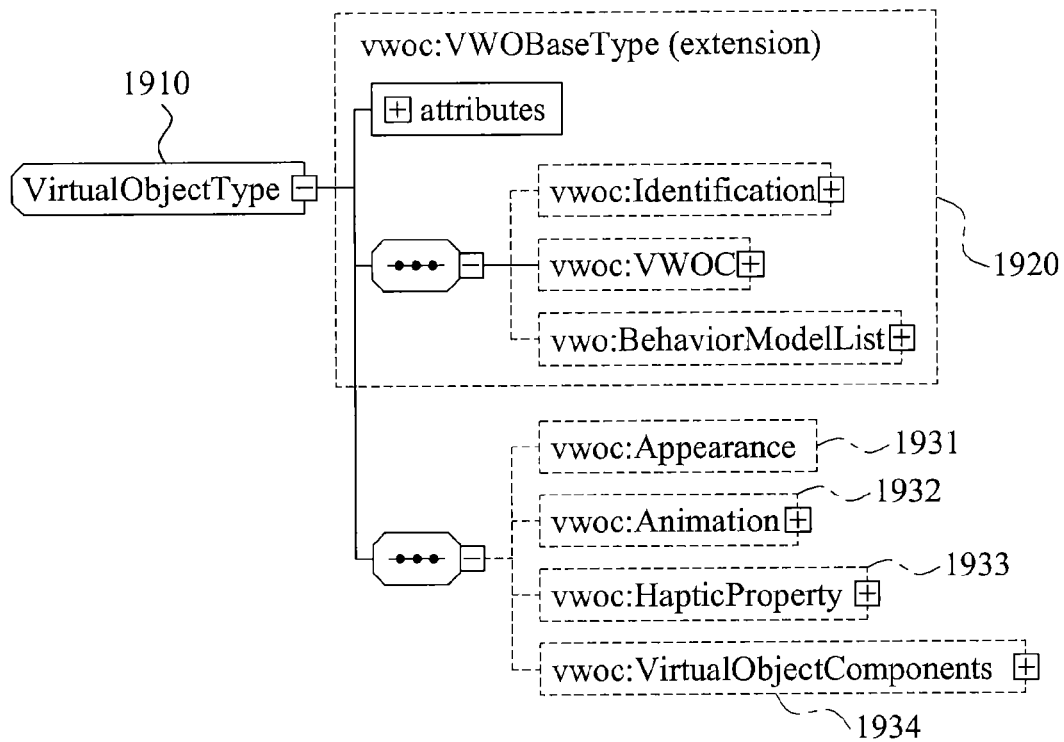 vwoc:VWOBaseType (extension)
1910
attributes
VirtualObjectType
vwoc:Identification
vwoc:VWOC
1920
vwo:BehaviorModelList
vwoc:Appearance
1931
1932
vwoc:Animation
1933
vwoc:HapticProperty
vwoc:VirtualObjectComponents
1934